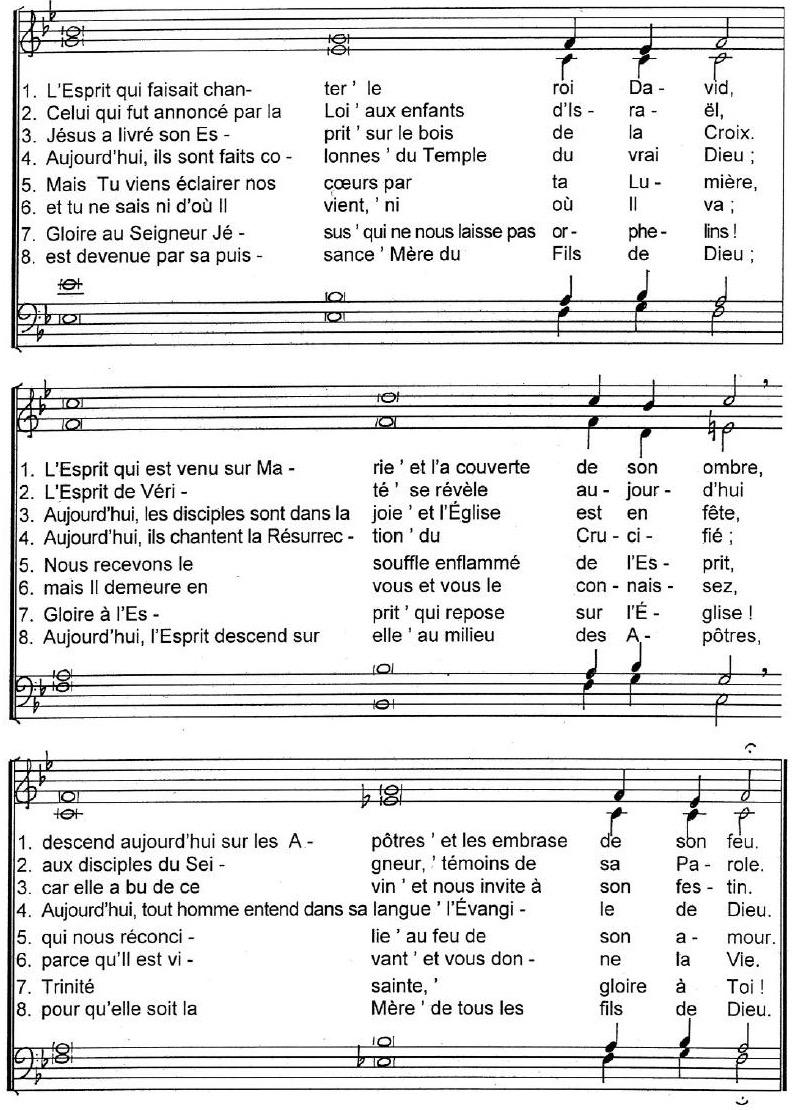 1. L'Esprit qui faisait chan- ter ' le roi Da - vid,
2. Celui qui fut annoncé par la Loi ' aux enfants d'Is - ra - ël,
3. Jésus a livré son Es - prit ' sur le bois de la Croix.
4. Aujourd'hui, ils sont faits co - lonnes ' du Temple du vrai Dieu ;
5. Mais Tu viens éclairer nos cœurs par ta Lu - mière,
6. et tu ne sais ni d'où Il vient, ' ni où Il va ;
7. Gloire au Seigneur Jé - sus ' qui ne nous laisse pas or- phe - lins !
8. est devenue par sa puis - sance ' Mère du Fils de Dieu ;
1. L'Esprit qui est venu sur Ma - rie ' et l'a couverte de son ombre,
2. L'Esprit de Véri - té ' se révèle au - jour - d'hui
3. Aujourd'hui, les disciples sont dans la joie ' et l'Église est en fête,
4. Aujourd'hui, ils chantent la Résurrec - tion ' du Cru - ci - fié ;
5. Nous recevons le souffle enflammé de l'Es - prit,
6. mais Il demeure en vous et vous le con - nais - sez,
7. Gloire à l'Es - prit ' qui repose sur l'É - glise !
8. Aujourd'hui, l'Esprit descend sur elle ' au milieu des A - pôtres,
1. descend aujourd'hui sur les A - pôtres ' et les embrase de son feu.
2. aux disciples du Sei - gneur, ' témoins de sa Pa - role.
3. car elle a bu de ce vin ' et nous invite à son fes - tin.
4. Aujourd'hui, tout homme entend dans sa langue ' l'Évangi - le de Dieu.
5. qui nous réconci - lie ' au feu de son a - mour.
6. parce qu'Il est vi - vant ' et vous don - ne la Vie.
7. Trinité sainte, ' gloire à Toi !
8. pour qu'elle soit la Mère ' de tous les fils de Dieu.